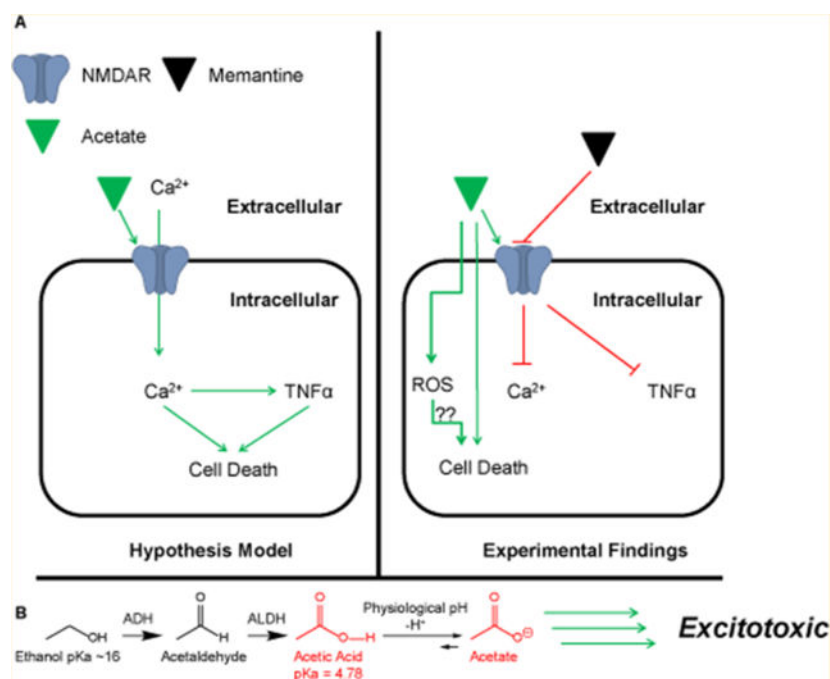 A
NMDAR
Memantine
Acetate
Ca²⁺
Extracellular
Intracellular
Ca²⁺
TNFα
Cell Death
Hypothesis Model
Extracellular
Intracellular
ROS
Ca²⁺
TNFα
??
Cell Death
Experimental Findings
B
OH
Ethanol pKa ~16
ADH
O
H
Acetaldehyde
ALDH
O
O-H
Acetic Acid
pKa = 4.78
Physiological pH
-H⁺
O
O⊖
Acetate
Excitotoxic